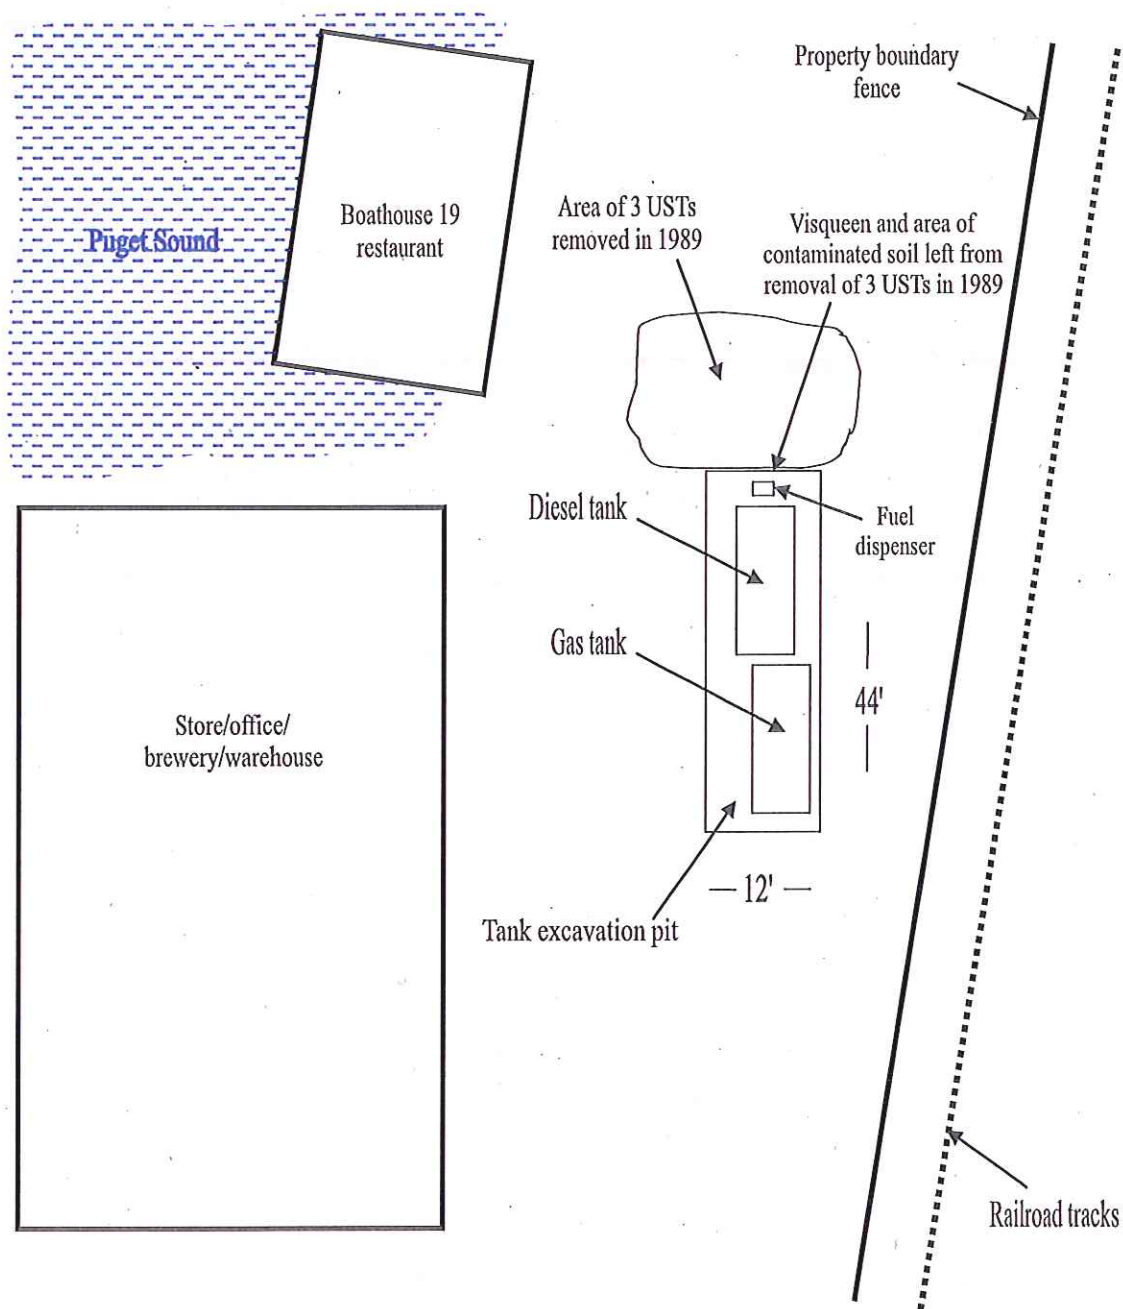 Property boundary
fence
Area of 3 USTs
removed in 1989
Visqueen and area of
contaminated soil left from
removal of 3 USTs in 1989
Boathouse 19
restaurant
Puget Sound
Diesel tank
Fuel
dispenser
Gas tank
44'
Store/office/
brewery/warehouse
12'
Tank excavation pit
Railroad tracks